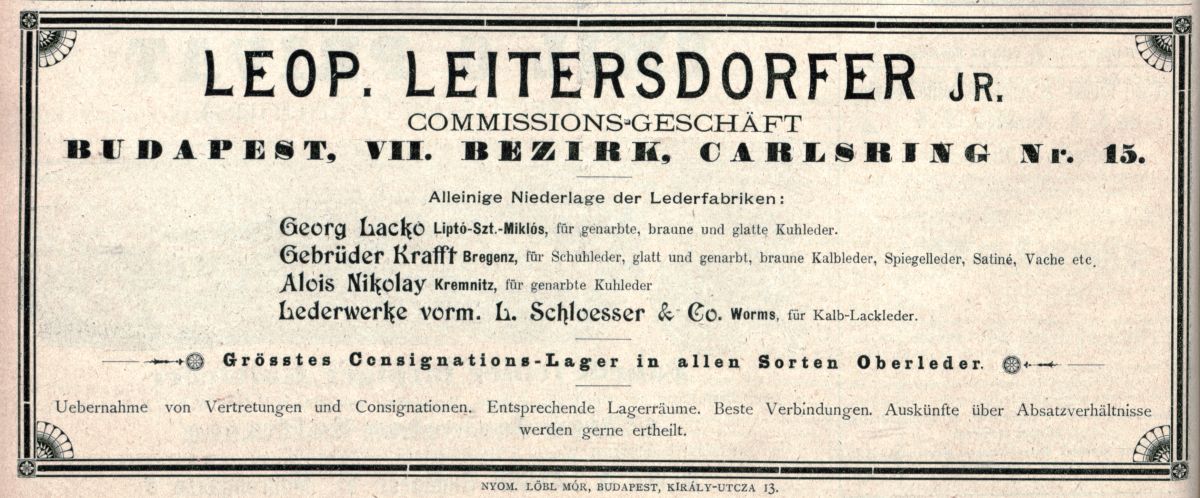 LEOP. LEITERSDORFER JR.
COMMISSIONS-GESCHÄFT
BUDAPEST, VII. BEZIRK, CARLSRING Nr. 15.
Alleinige Niederlage der Lederfabriken:
Georg Lacko Liptó-Szt.-Miklós, für genarbte, braune und glatte Kuhleder.
Gebrüder Krafft Bregenz, für Schuhleder, glatt und genarbt, braune Kalbleder, Spiegelleder, Satiné, Vache etc.
Alois Nikolay Kremnitz, für genarbte Kuhleder
Lederwerke vorm. L. Schloesser & Co. Worms, für Kalb-Lackleder.
Grösstes Consignations-Lager in allen Sorten Oberleder.
Uebernahme von Vertretungen und Consignationen. Entsprechende Lagerräume. Beste Verbindungen. Auskünfte über Absatzverhältnisse
werden gerne ertheilt.
NYOM. LÖBL MÓR, BUDAPEST, KIRÁLY-UTCZA 13.